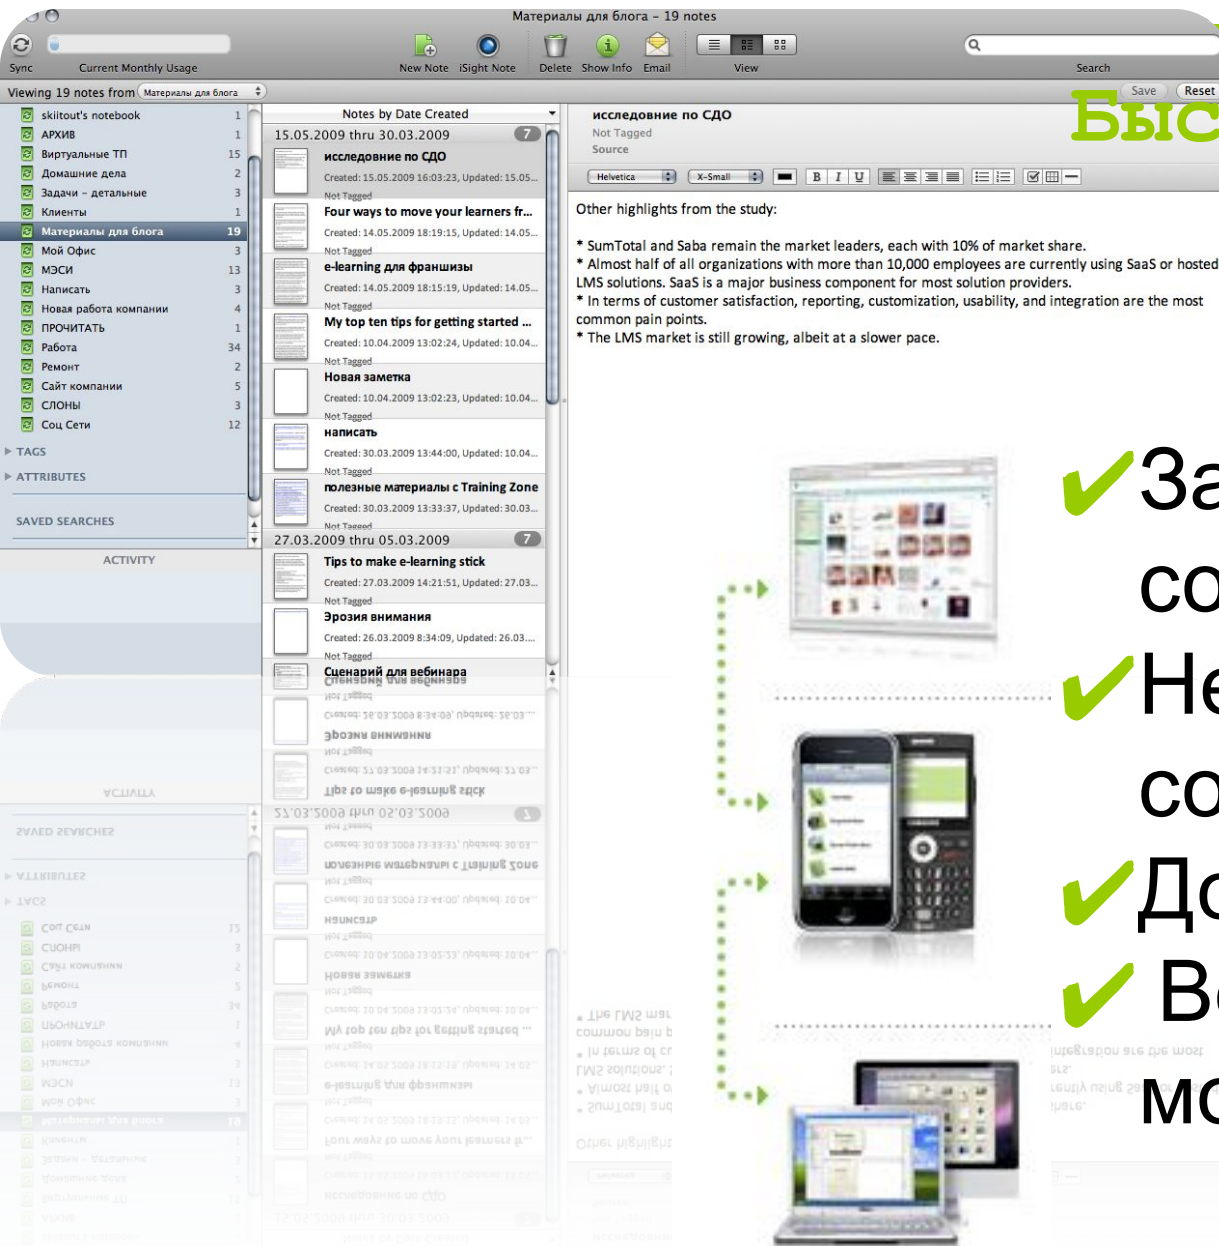 Материалы для блога – 19 notes
Sync
Current Monthly Usage
New Note
iSight Note
Delete
Show Info
Email
View
Search
Viewing 19 notes from Материалы для блога
Save
Reset
Быс
skiitout's notebook 1
АРХИВ 1
Виртуальные ТП 15
Домашние дела 2
Задачи – детальные 3
Клиенты 1
Материалы для блога 19
Мой Офис 3
МЭСИ 13
Написать 3
Новая работа компании 4
ПРОЧИТАТЬ 1
Работа 34
Ремонт 2
Сайт компании 5
СЛОНЫ 3
Соц Сети 12
TAGS
ATTRIBUTES
SAVED SEARCHES
ACTIVITY
Notes by Date Created
15.05.2009 thru 30.03.2009 7
исследовние по СДО
Created: 15.05.2009 16:03:23, Updated: 15.05...
Not Tagged
Four ways to move your learners fr...
Created: 14.05.2009 18:19:15, Updated: 14.05...
Not Tagged
e-learning для франшизы
Created: 14.05.2009 18:15:19, Updated: 14.05...
Not Tagged
My top ten tips for getting started ...
Created: 10.04.2009 13:02:24, Updated: 10.04...
Not Tagged
Новая заметка
Created: 10.04.2009 13:02:23, Updated: 10.04...
Not Tagged
написать
Created: 30.03.2009 13:44:00, Updated: 10.04...
Not Tagged
полезные материалы с Training Zone
Created: 30.03.2009 13:33:37, Updated: 30.03...
Not Tagged
27.03.2009 thru 05.03.2009 7
Tips to make e-learning stick
Created: 27.03.2009 14:21:51, Updated: 27.03...
Not Tagged
Эрозия внимания
Created: 26.03.2009 8:34:09, Updated: 26.03....
Not Tagged
Сценарий для вебинара
исследовние по СДО
Not Tagged
Source
Helvetica
X-Small
B I U
Other highlights from the study:
* SumTotal and Saba remain the market leaders, each with 10% of market share.
* Almost half of all organizations with more than 10,000 employees are currently using SaaS or hosted
LMS solutions. SaaS is a major business component for most solution providers.
* In terms of customer satisfaction, reporting, customization, usability, and integration are the most
common pain points.
* The LMS market is still growing, albeit at a slower pace.
✔За
со
✔Не
со
✔До
✔ Во
мо